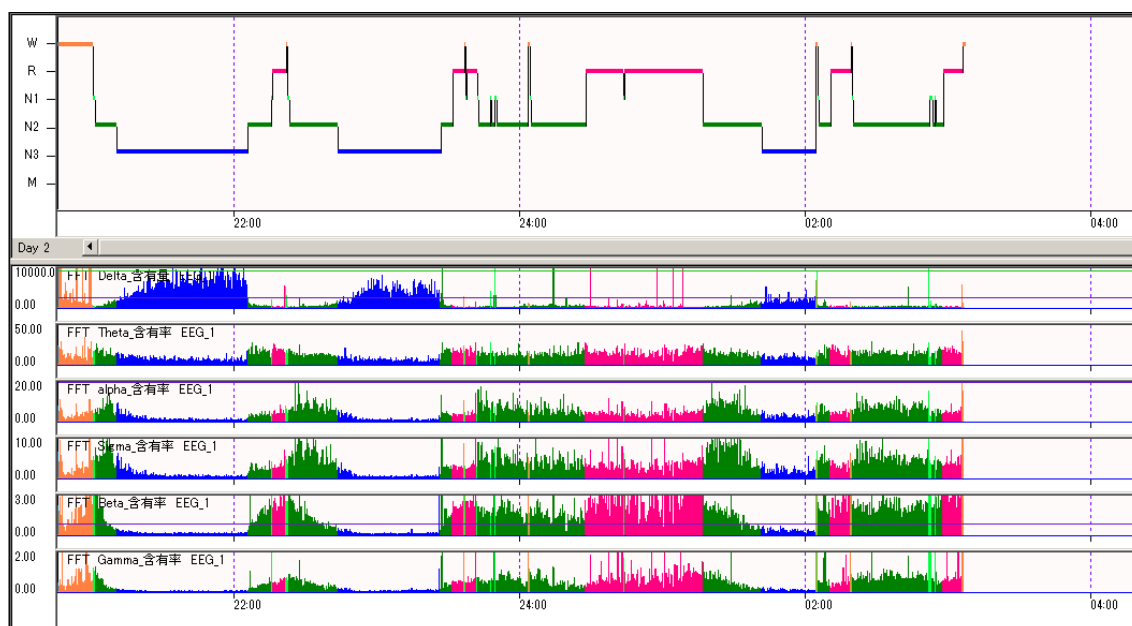 W
R
N1
N2
N3
M
22:00 24:00 02:00 04:00
Day 2
10000.0 FFT Delta_含有量 EEG_1
0.00
50.00 FFT Theta_含有率 EEG_1
0.00
20.00 FFT alpha_含有率 EEG_1
0.00
10.00 FFT Sigma_含有率 EEG_1
0.00
3.00 FFT Beta_含有率 EEG_1
0.00
2.00 FFT Gamma_含有率 EEG_1
0.00
22:00 24:00 02:00 04:00